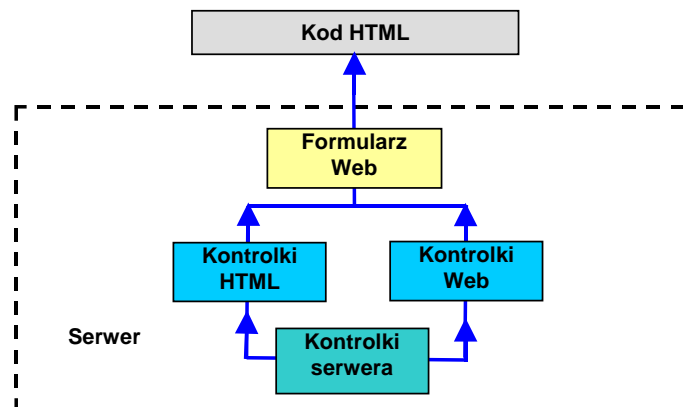 Kod HTML
Formularz
Web
Kontrolki
HTML
Kontrolki
Web
Serwer
Kontrolki
serwera